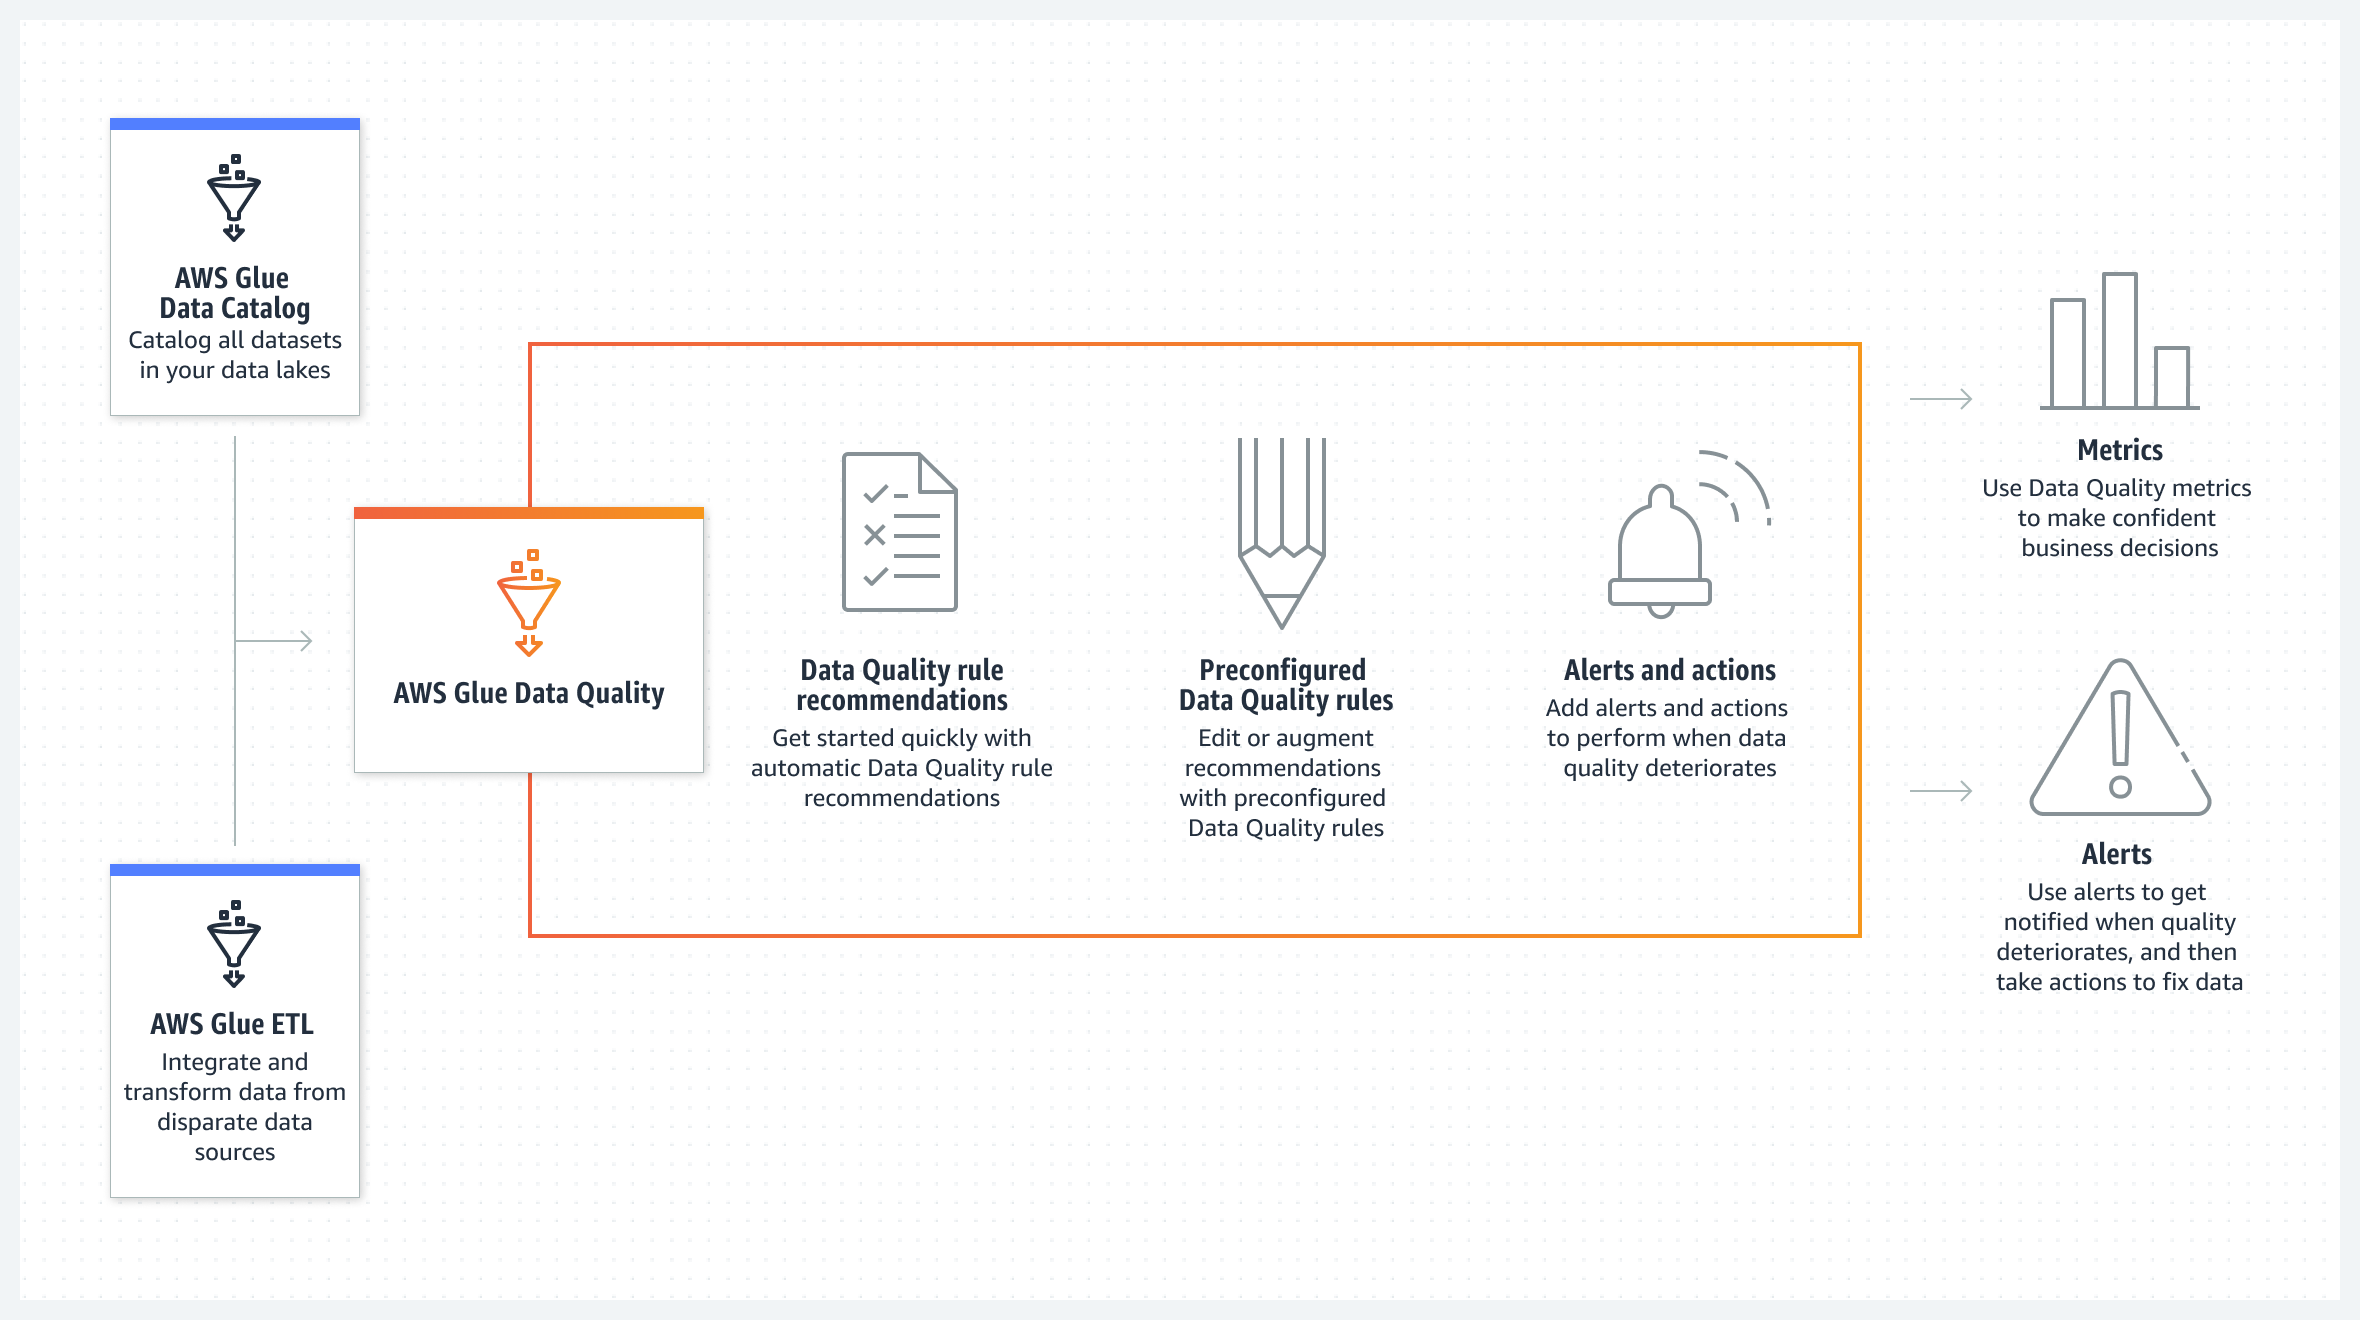 AWS Glue
Data Catalog
Catalog all datasets
in your data lakes
AWS Glue ETL
Integrate and
transform data from
disparate data
sources
AWS Glue Data Quality
Data Quality rule
recommendations
Get started quickly with
automatic Data Quality rule
recommendations
Preconfigured
Data Quality rules
Edit or augment
recommendations
with preconfigured
Data Quality rules
Alerts and actions
Add alerts and actions
to perform when data
quality deteriorates
Metrics
Use Data Quality metrics
to make confident
business decisions
Alerts
Use alerts to get
notified when quality
deteriorates, and then
take actions to fix data